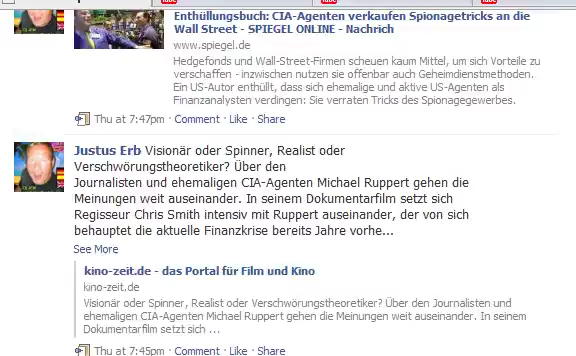 Enthüllungsbuch: CIA-Agenten verkaufen Spionagetricks an die
Wall Street - SPIEGEL ONLINE - Nachrich
www.spiegel.de
Hedgefonds und Wall-Street-Firmen scheuen kaum Mittel, um sich Vorteile zu
verschaffen - inzwischen nutzen sie offenbar auch Geheimdienstmethoden.
Ein US-Autor enthüllt, dass sich ehemalige und aktive US-Agenten als
Finanzanalysten verdingen: Sie verraten Tricks des Spionagegewerbes.
Thu at 7:47pm · Comment · Like · Share
Justus Erb Visionär oder Spinner, Realist oder
Verschwörungstheoretiker? Über den
Journalisten und ehemaligen CIA-Agenten Michael Ruppert gehen die
Meinungen weit auseinander. In seinem Dokumentarfilm setzt sich
Regisseur Chris Smith intensiv mit Ruppert auseinander, der von sich
behauptet die aktuelle Finanzkrise bereits Jahre vorhe...
See More
kino-zeit.de - das Portal für Film und Kino
kino-zeit.de
Visionär oder Spinner, Realist oder Verschwörungstheoretiker? Über den Journalisten und
ehemaligen CIA-Agenten Michael Ruppert gehen die Meinungen weit auseinander. In seinem
Dokumentarfilm setzt sich ...
Thu at 7:45pm · Comment · Like · Share